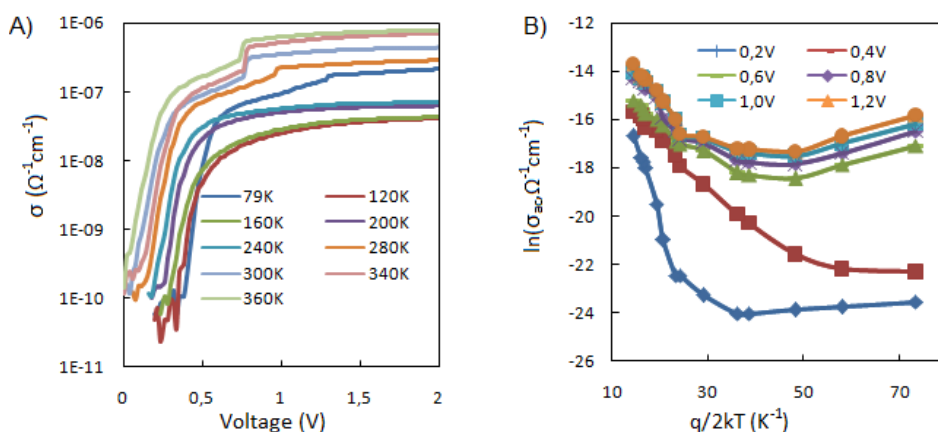 A)
1E-06
1E-07
1E-08
1E-09
1E-10
1E-11
σ (Ω⁻¹cm⁻¹)
79K 120K
160K 200K
240K 280K
300K 340K
360K
0 0,5 1 1,5 2
Voltage (V)
B)
-12
-14
-16
-18
-20
-22
-24
-26
ln(σac,Ω⁻¹cm⁻¹)
0,2V 0,4V
0,6V 0,8V
1,0V 1,2V
10 30 50 70
q/2kT (K⁻¹)